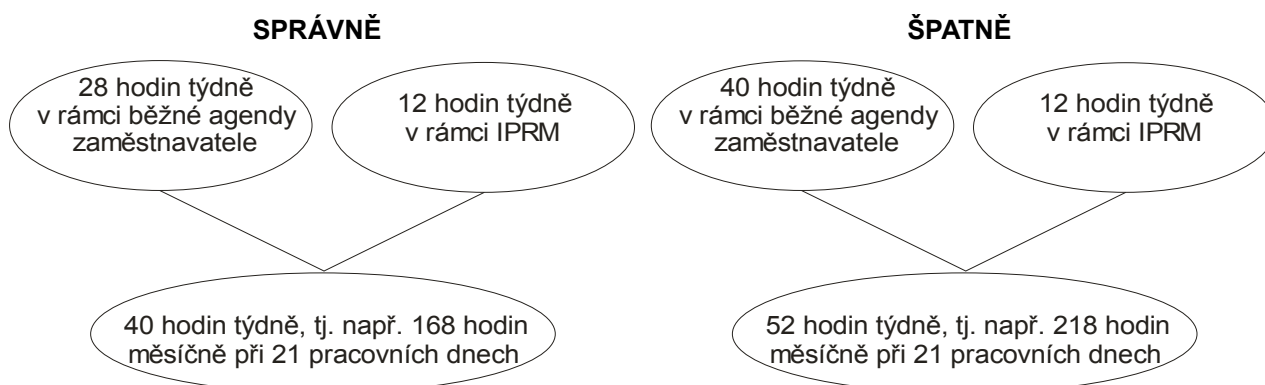 SPRÁVNĚ
28 hodin týdně
v rámci běžné agendy
zaměstnavatele
12 hodin týdně
v rámci IPRM
40 hodin týdně, tj. např. 168 hodin
měsíčně při 21 pracovních dnech
ŠPATNĚ
40 hodin týdně
v rámci běžné agendy
zaměstnavatele
12 hodin týdně
v rámci IPRM
52 hodin týdně, tj. např. 218 hodin
měsíčně při 21 pracovních dnech